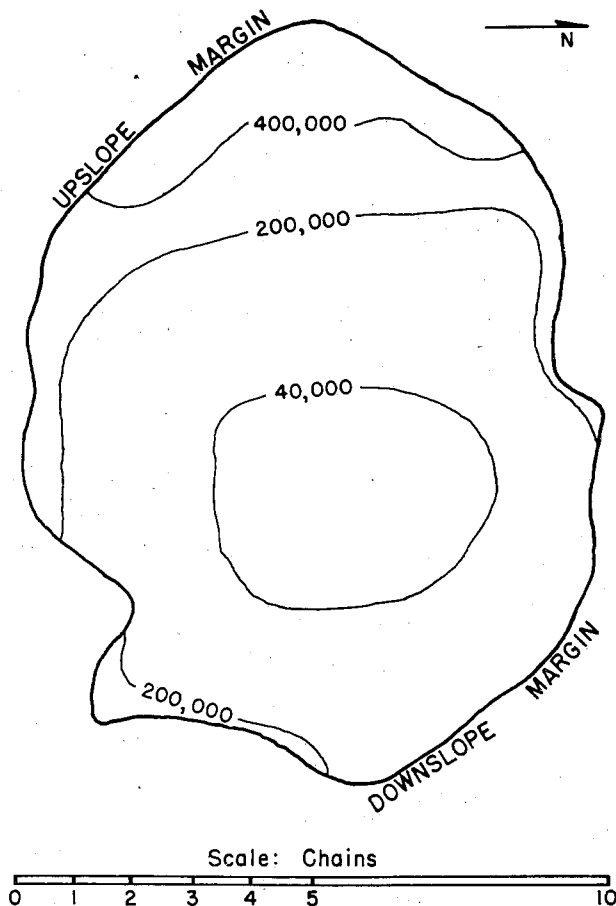 N
UPSLOPE MARGIN
400,000
200,000
40,000
200,000
DOWNSLOPE MARGIN
Scale: Chains
0 1 2 3 4 5 10